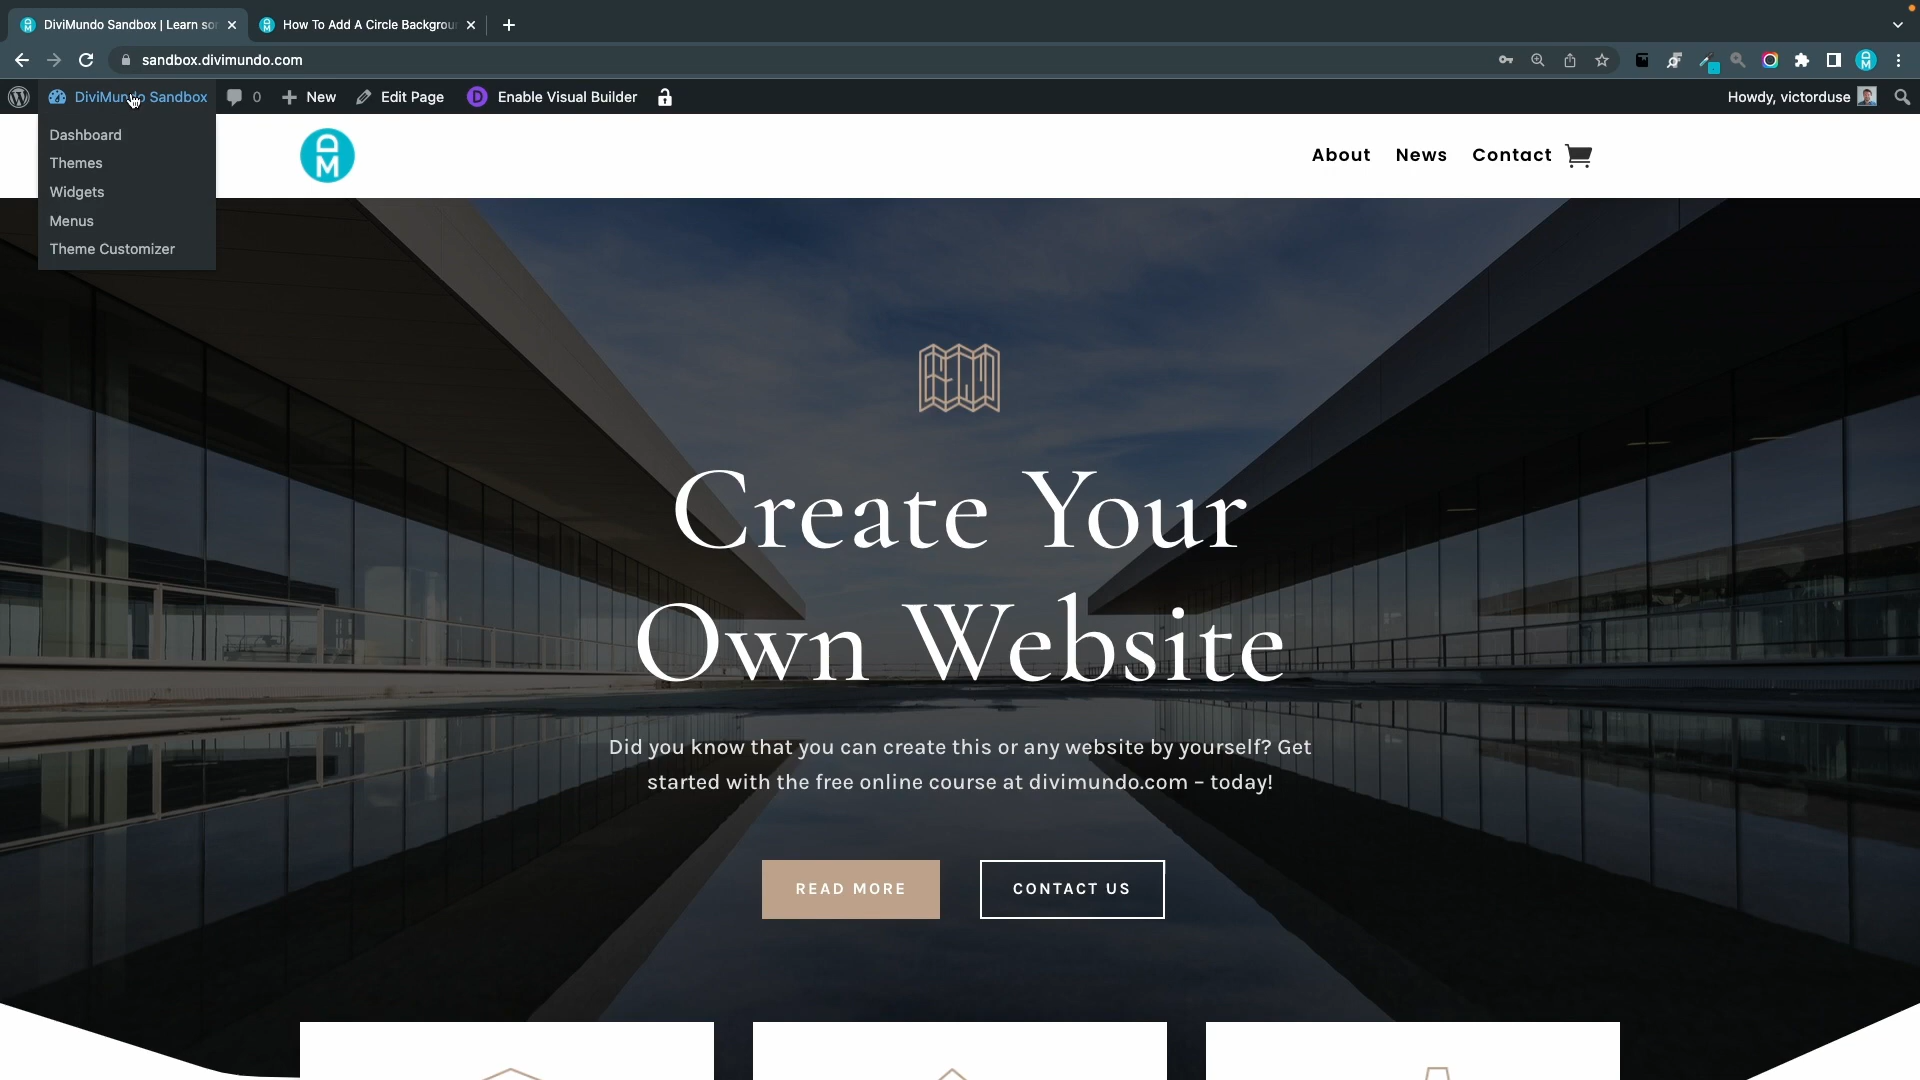 DiviMundo Sandbox | Learn so
How To Add A Circle Backgrou
sandbox.divimundo.com
DiviMundo Sandbox
0
New
Edit Page
D
Enable Visual Builder
Howdy, victorduse
Dashboard
Themes
Widgets
Menus
Theme Customizer
DM
About
News
Contact
Create Your
Own Website
Did you know that you can create this or any website by yourself? Get
started with the free online course at divimundo.com – today!
READ MORE
CONTACT US